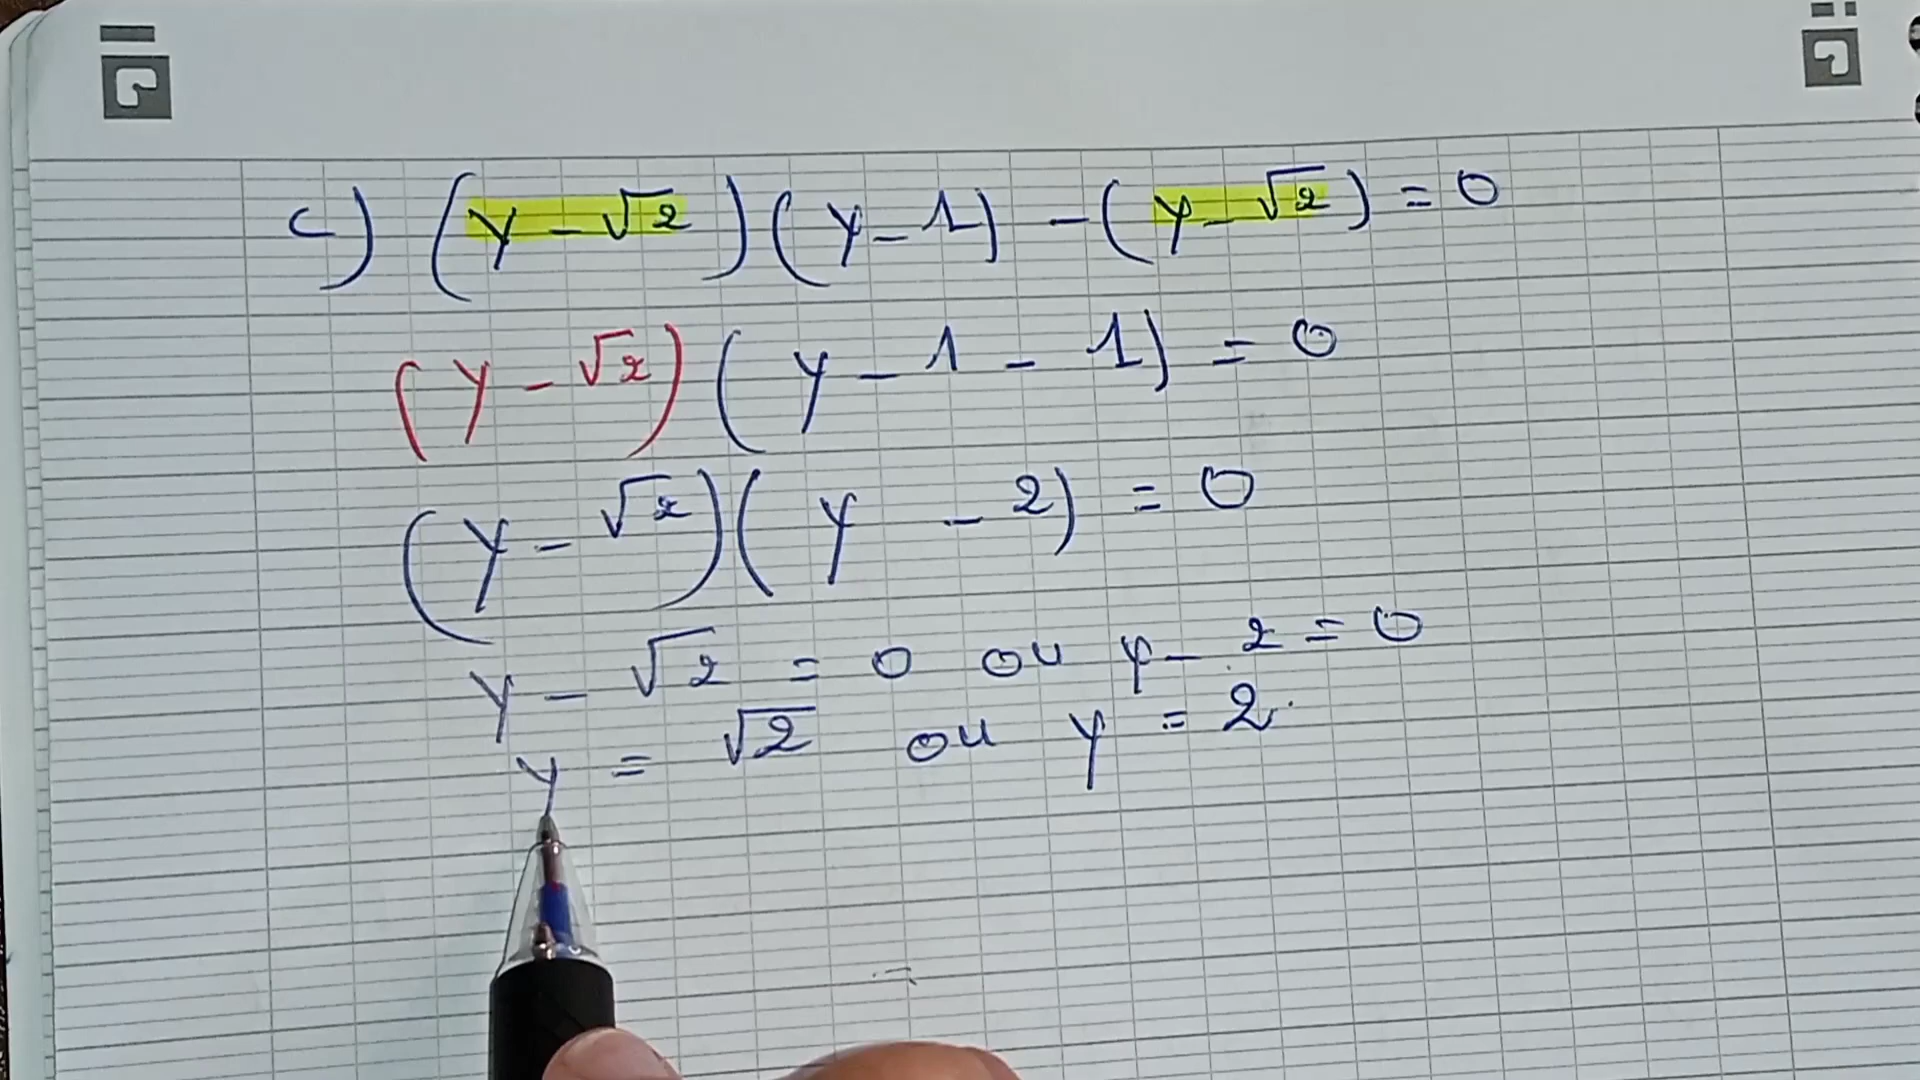 c) (y - √2)(y - 1) - (y - √2) = 0
(y - √2)(y - 1 - 1) = 0
(y - √2)(y - 2) = 0
y - √2 = 0 ou y - 2 = 0
y = √2 ou y = 2